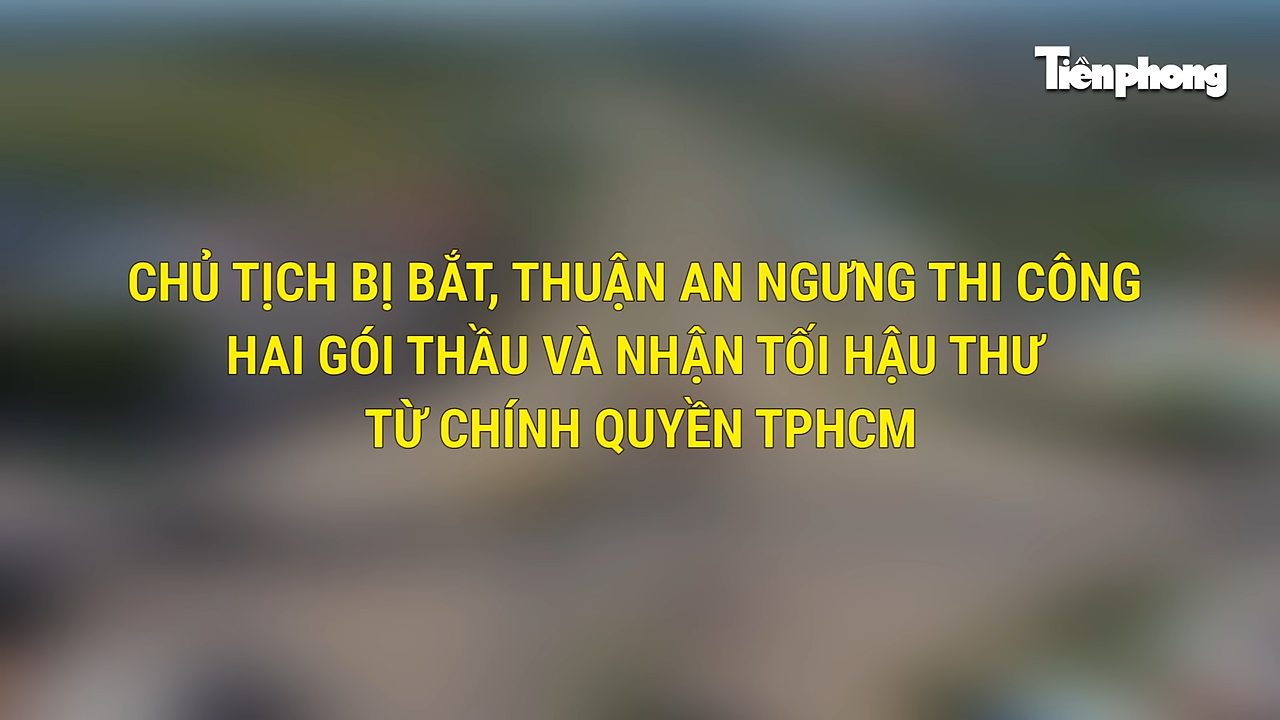 Tiềnphong
CHỦ TỊCH BỊ BẮT, THUẬN AN NGƯNG THI CÔNG
HAI GÓI THẦU VÀ NHẬN TỐI HẬU THƯ
TỪ CHÍNH QUYỀN TPHCM